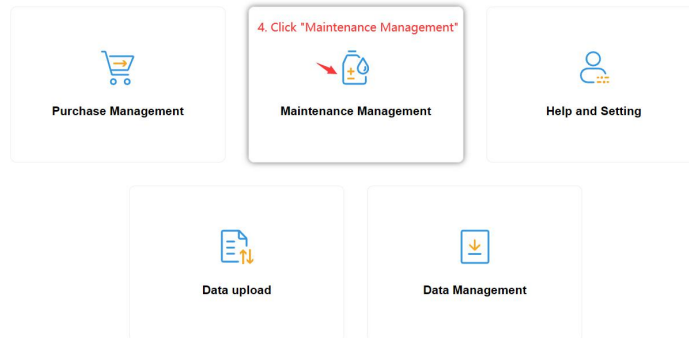 4. Click "Maintenance Management"
Purchase Management
Maintenance Management
Help and Setting
Data upload
Data Management